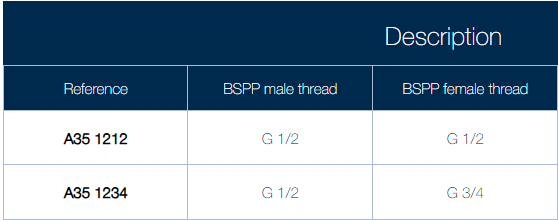 Description
Reference BSPP male thread BSPP female thread
A35 1212 G 1/2 G 1/2
A35 1234 G 1/2 G 3/4